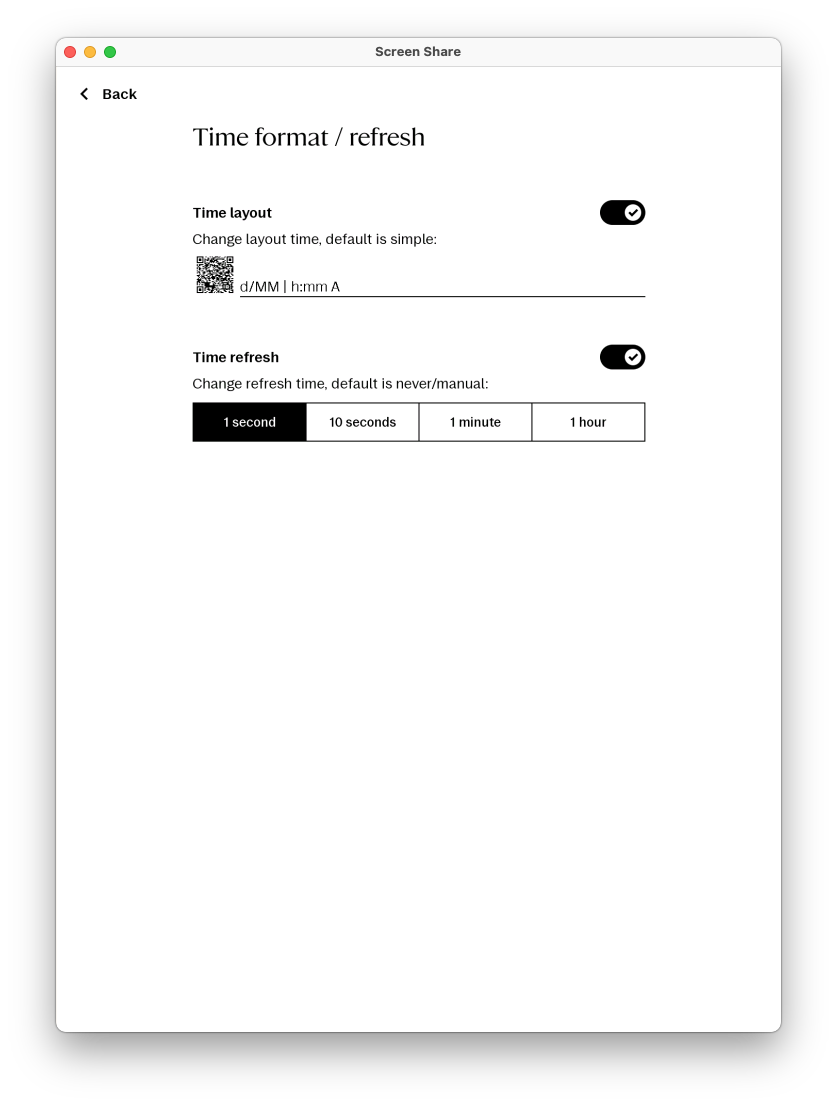 Screen Share
Back
Time format / refresh
Time layout
Change layout time, default is simple:
d/MM | h:mm A
Time refresh
Change refresh time, default is never/manual:
1 second
10 seconds
1 minute
1 hour